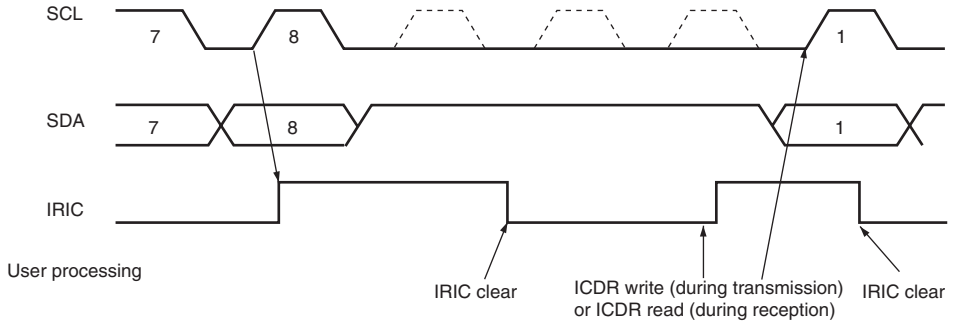 SCL
7
8
1
SDA
7
8
1
IRIC
User processing
IRIC clear
ICDR write (during transmission)
or ICDR read (during reception)
IRIC clear